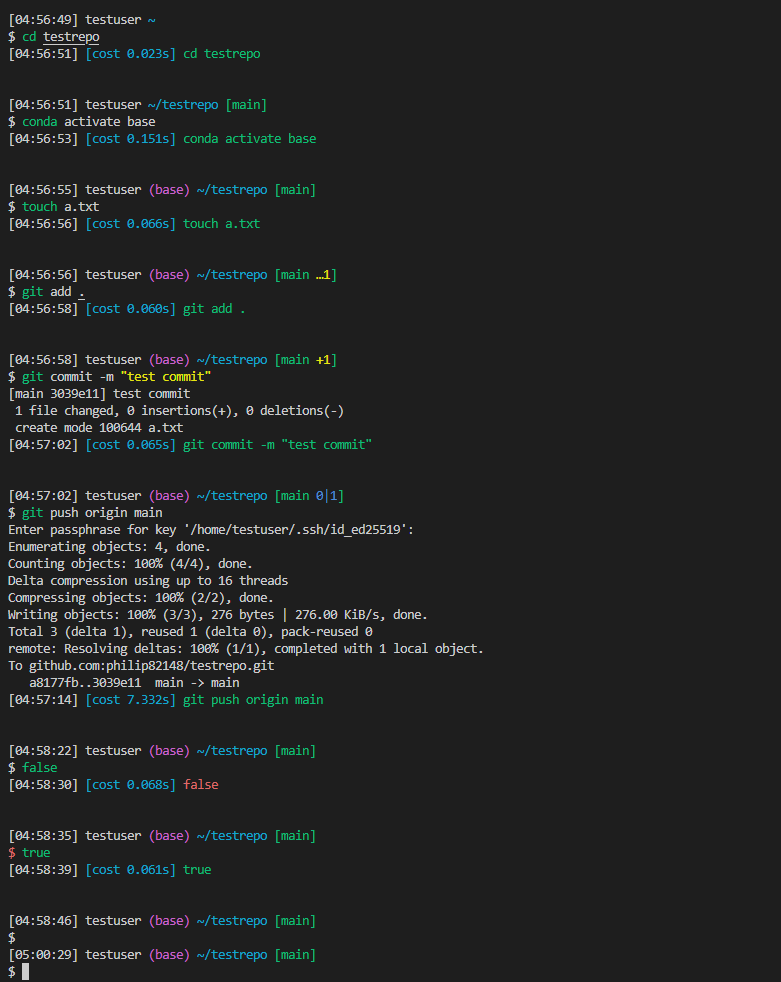 [04:56:49] testuser ~
$ cd testrepo
[04:56:51] [cost 0.023s] cd testrepo
[04:56:51] testuser ~/testrepo [main]
$ conda activate base
[04:56:53] [cost 0.151s] conda activate base
[04:56:55] testuser (base) ~/testrepo [main]
$ touch a.txt
[04:56:56] [cost 0.066s] touch a.txt
[04:56:56] testuser (base) ~/testrepo [main …1]
$ git add .
[04:56:58] [cost 0.060s] git add .
[04:56:58] testuser (base) ~/testrepo [main +1]
$ git commit -m "test commit"
[main 3039e11] test commit
 1 file changed, 0 insertions(+), 0 deletions(-)
 create mode 100644 a.txt
[04:57:02] [cost 0.065s] git commit -m "test commit"
[04:57:02] testuser (base) ~/testrepo [main 0|1]
$ git push origin main
Enter passphrase for key '/home/testuser/.ssh/id_ed25519':
Enumerating objects: 4, done.
Counting objects: 100% (4/4), done.
Delta compression using up to 16 threads
Compressing objects: 100% (2/2), done.
Writing objects: 100% (3/3), 276 bytes | 276.00 KiB/s, done.
Total 3 (delta 1), reused 1 (delta 0), pack-reused 0
remote: Resolving deltas: 100% (1/1), completed with 1 local object.
To github.com:philip82148/testrepo.git
   a8177fb..3039e11  main -> main
[04:57:14] [cost 7.332s] git push origin main
[04:58:22] testuser (base) ~/testrepo [main]
$ false
[04:58:30] [cost 0.068s] false
[04:58:35] testuser (base) ~/testrepo [main]
$ true
[04:58:39] [cost 0.061s] true
[04:58:46] testuser (base) ~/testrepo [main]
$
[05:00:29] testuser (base) ~/testrepo [main]
$